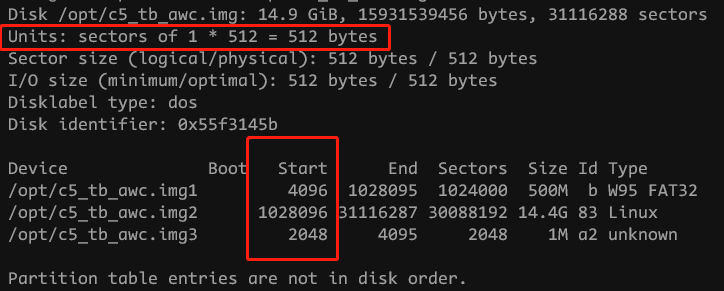 Disk /opt/c5_tb_awc.img: 14.9 GiB, 15931539456 bytes, 31116288 sectors
Units: sectors of 1 * 512 = 512 bytes
Sector size (logical/physical): 512 bytes / 512 bytes
I/O size (minimum/optimal): 512 bytes / 512 bytes
Disklabel type: dos
Disk identifier: 0x55f3145b
Device Boot Start End Sectors Size Id Type
/opt/c5_tb_awc.img1 4096 1028095 1024000 500M b W95 FAT32
/opt/c5_tb_awc.img2 1028096 31116287 30088192 14.4G 83 Linux
/opt/c5_tb_awc.img3 2048 4095 2048 1M a2 unknown
Partition table entries are not in disk order.